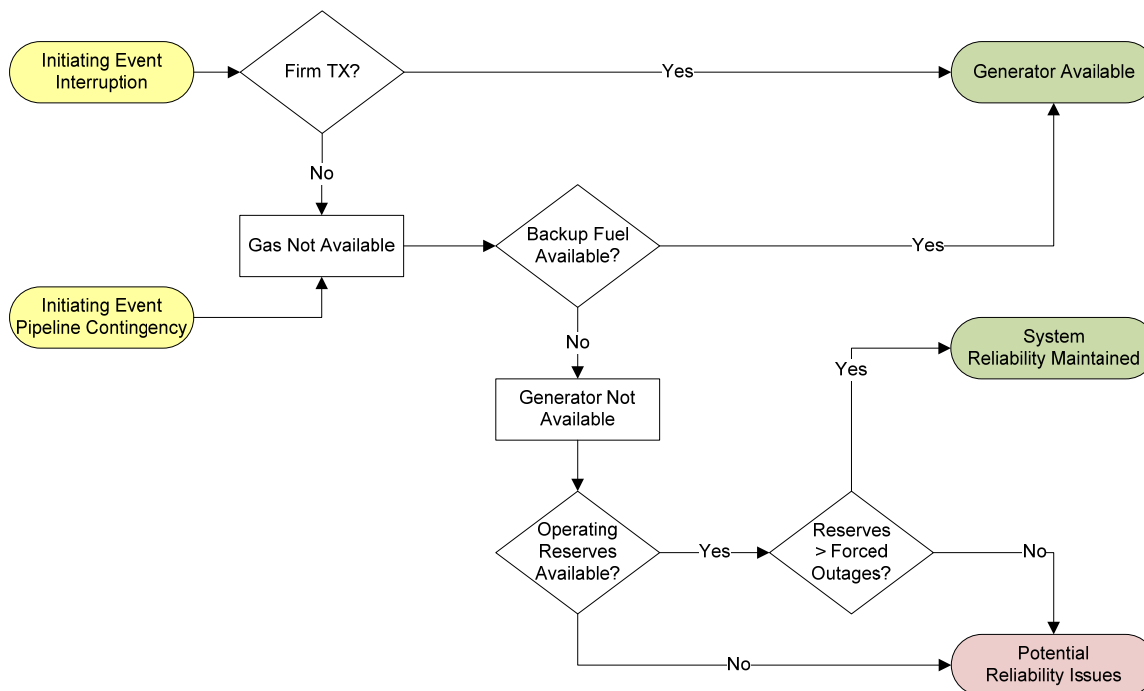 Initiating Event
Interruption
Firm TX?
Yes
Generator Available
No
Gas Not Available
Backup Fuel
Available?
Yes
Initiating Event
Pipeline Contingency
No
System
Reliability Maintained
Yes
Generator Not
Available
Operating
Reserves
Available?
Yes
Reserves
> Forced
Outages?
No
No
Potential
Reliability Issues